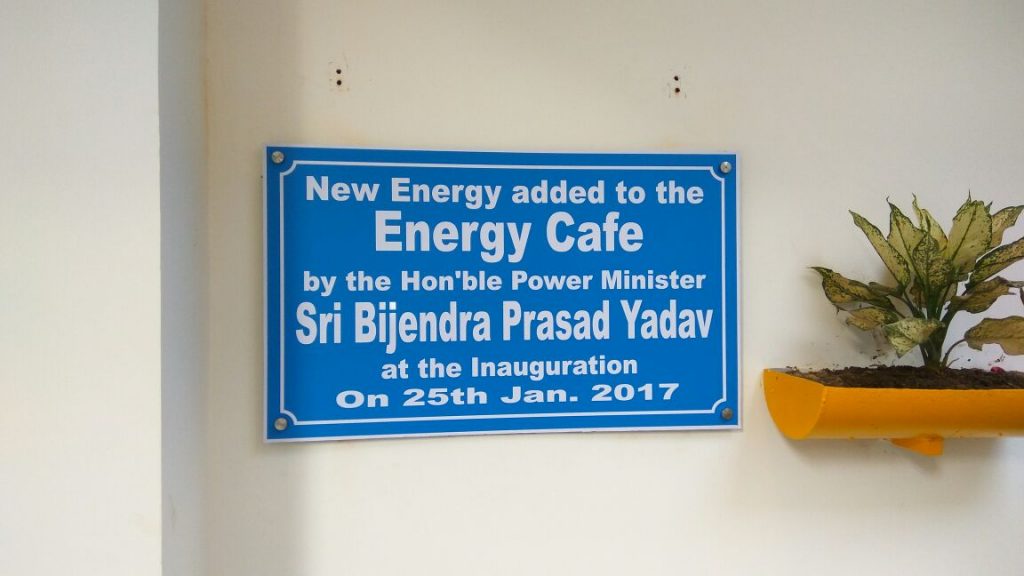 New Energy added to the
Energy Cafe
by the Hon'ble Power Minister
Sri Bijendra Prasad Yadav
at the Inauguration
On 25th Jan. 2017